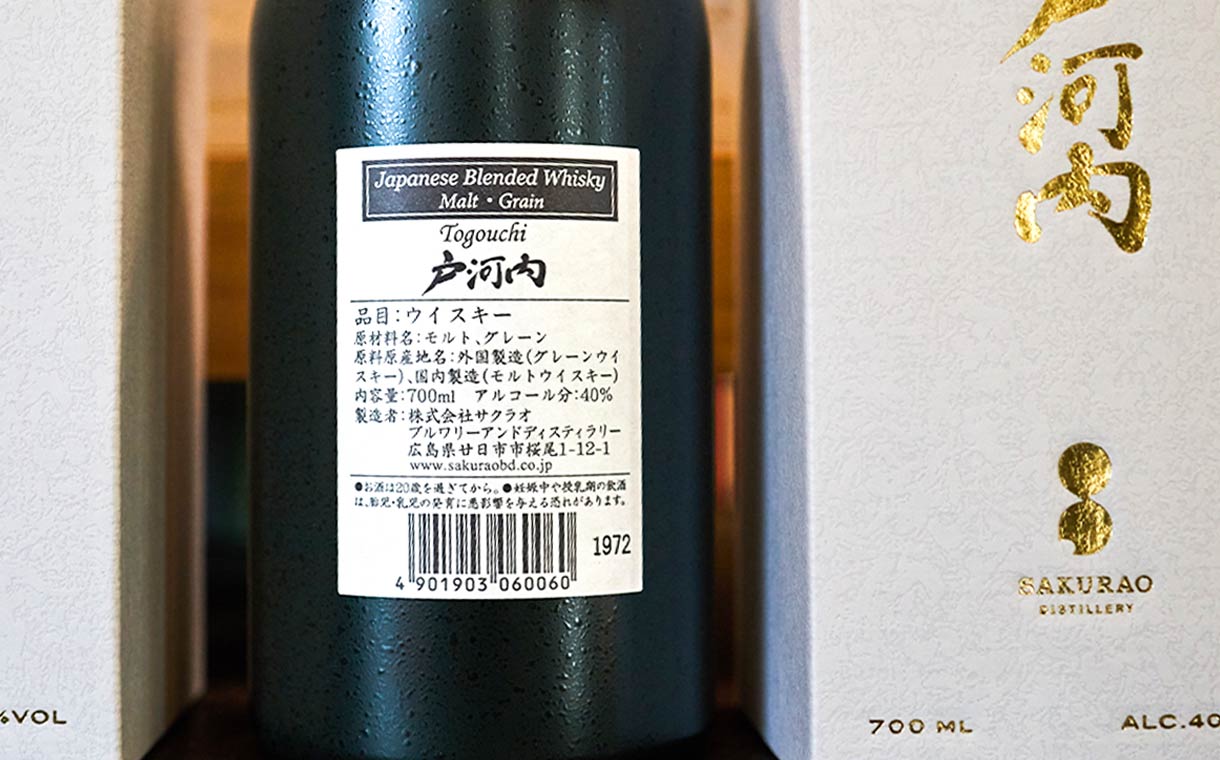 Japanese Blended Whisky
Malt・Grain
Togouchi
戸河内
品目:ウイスキー
原材料名:モルト、グレーン
原料原産地名:外国製造(グレーンウイ
スキー)、国内製造(モルトウイスキー)
内容量:700ml アルコール分:40%
製造者:株式会社サクラオ
ブルワリーアンドディスティラリー
広島県廿日市市桜尾1-12-1
www.sakuraobd.co.jp
●お酒は20歳を過ぎてから。●妊娠中や授乳期の飲酒
は、胎児・乳児の発育に悪影響を与える恐れがあります。
1972
4 901903 060060
%VOL
河内
SAKURAO
DISTILLERY
700 ML
ALC.40